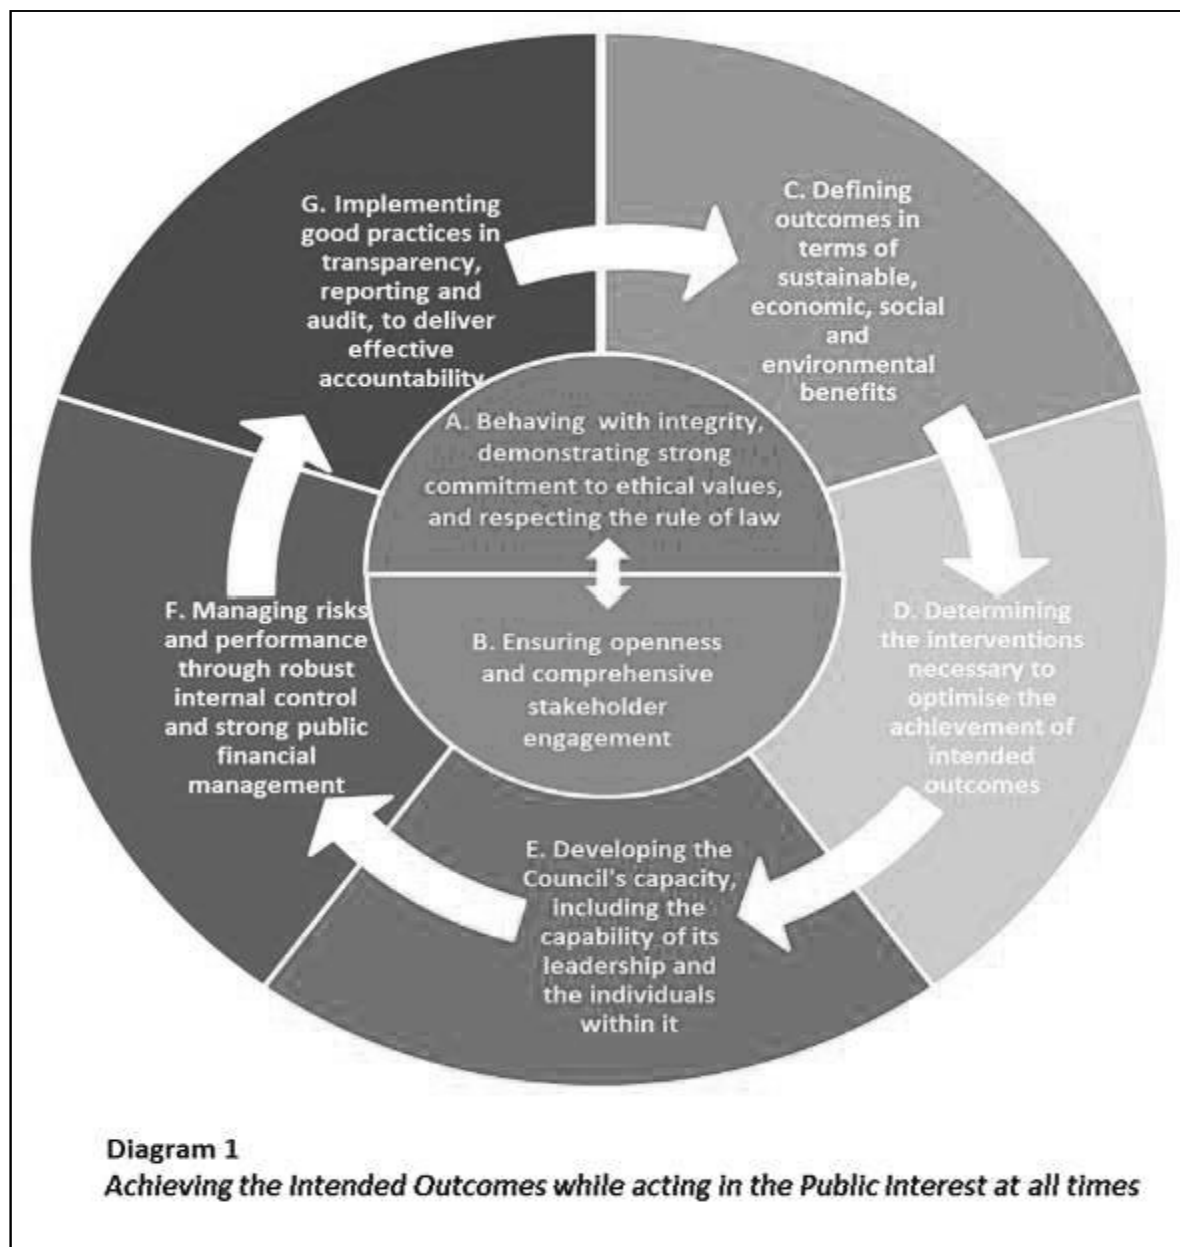 G. Implementing
good practices in
transparency,
reporting and
audit, to deliver
effective
accountability
C. Defining
outcomes in
terms of
sustainable,
economic, social
and
environmental
benefits
A. Behaving with integrity,
demonstrating strong
commitment to ethical values,
and respecting the rule of law
B. Ensuring openness
and comprehensive
stakeholder
engagement
F. Managing risks
and performance
through robust
internal control
and strong public
financial
management
D. Determining
the interventions
necessary to
optimise the
achievement of
intended
outcomes
E. Developing the
Council's capacity,
including the
capability of its
leadership and
the individuals
within it
Diagram 1
Achieving the Intended Outcomes while acting in the Public Interest at all times